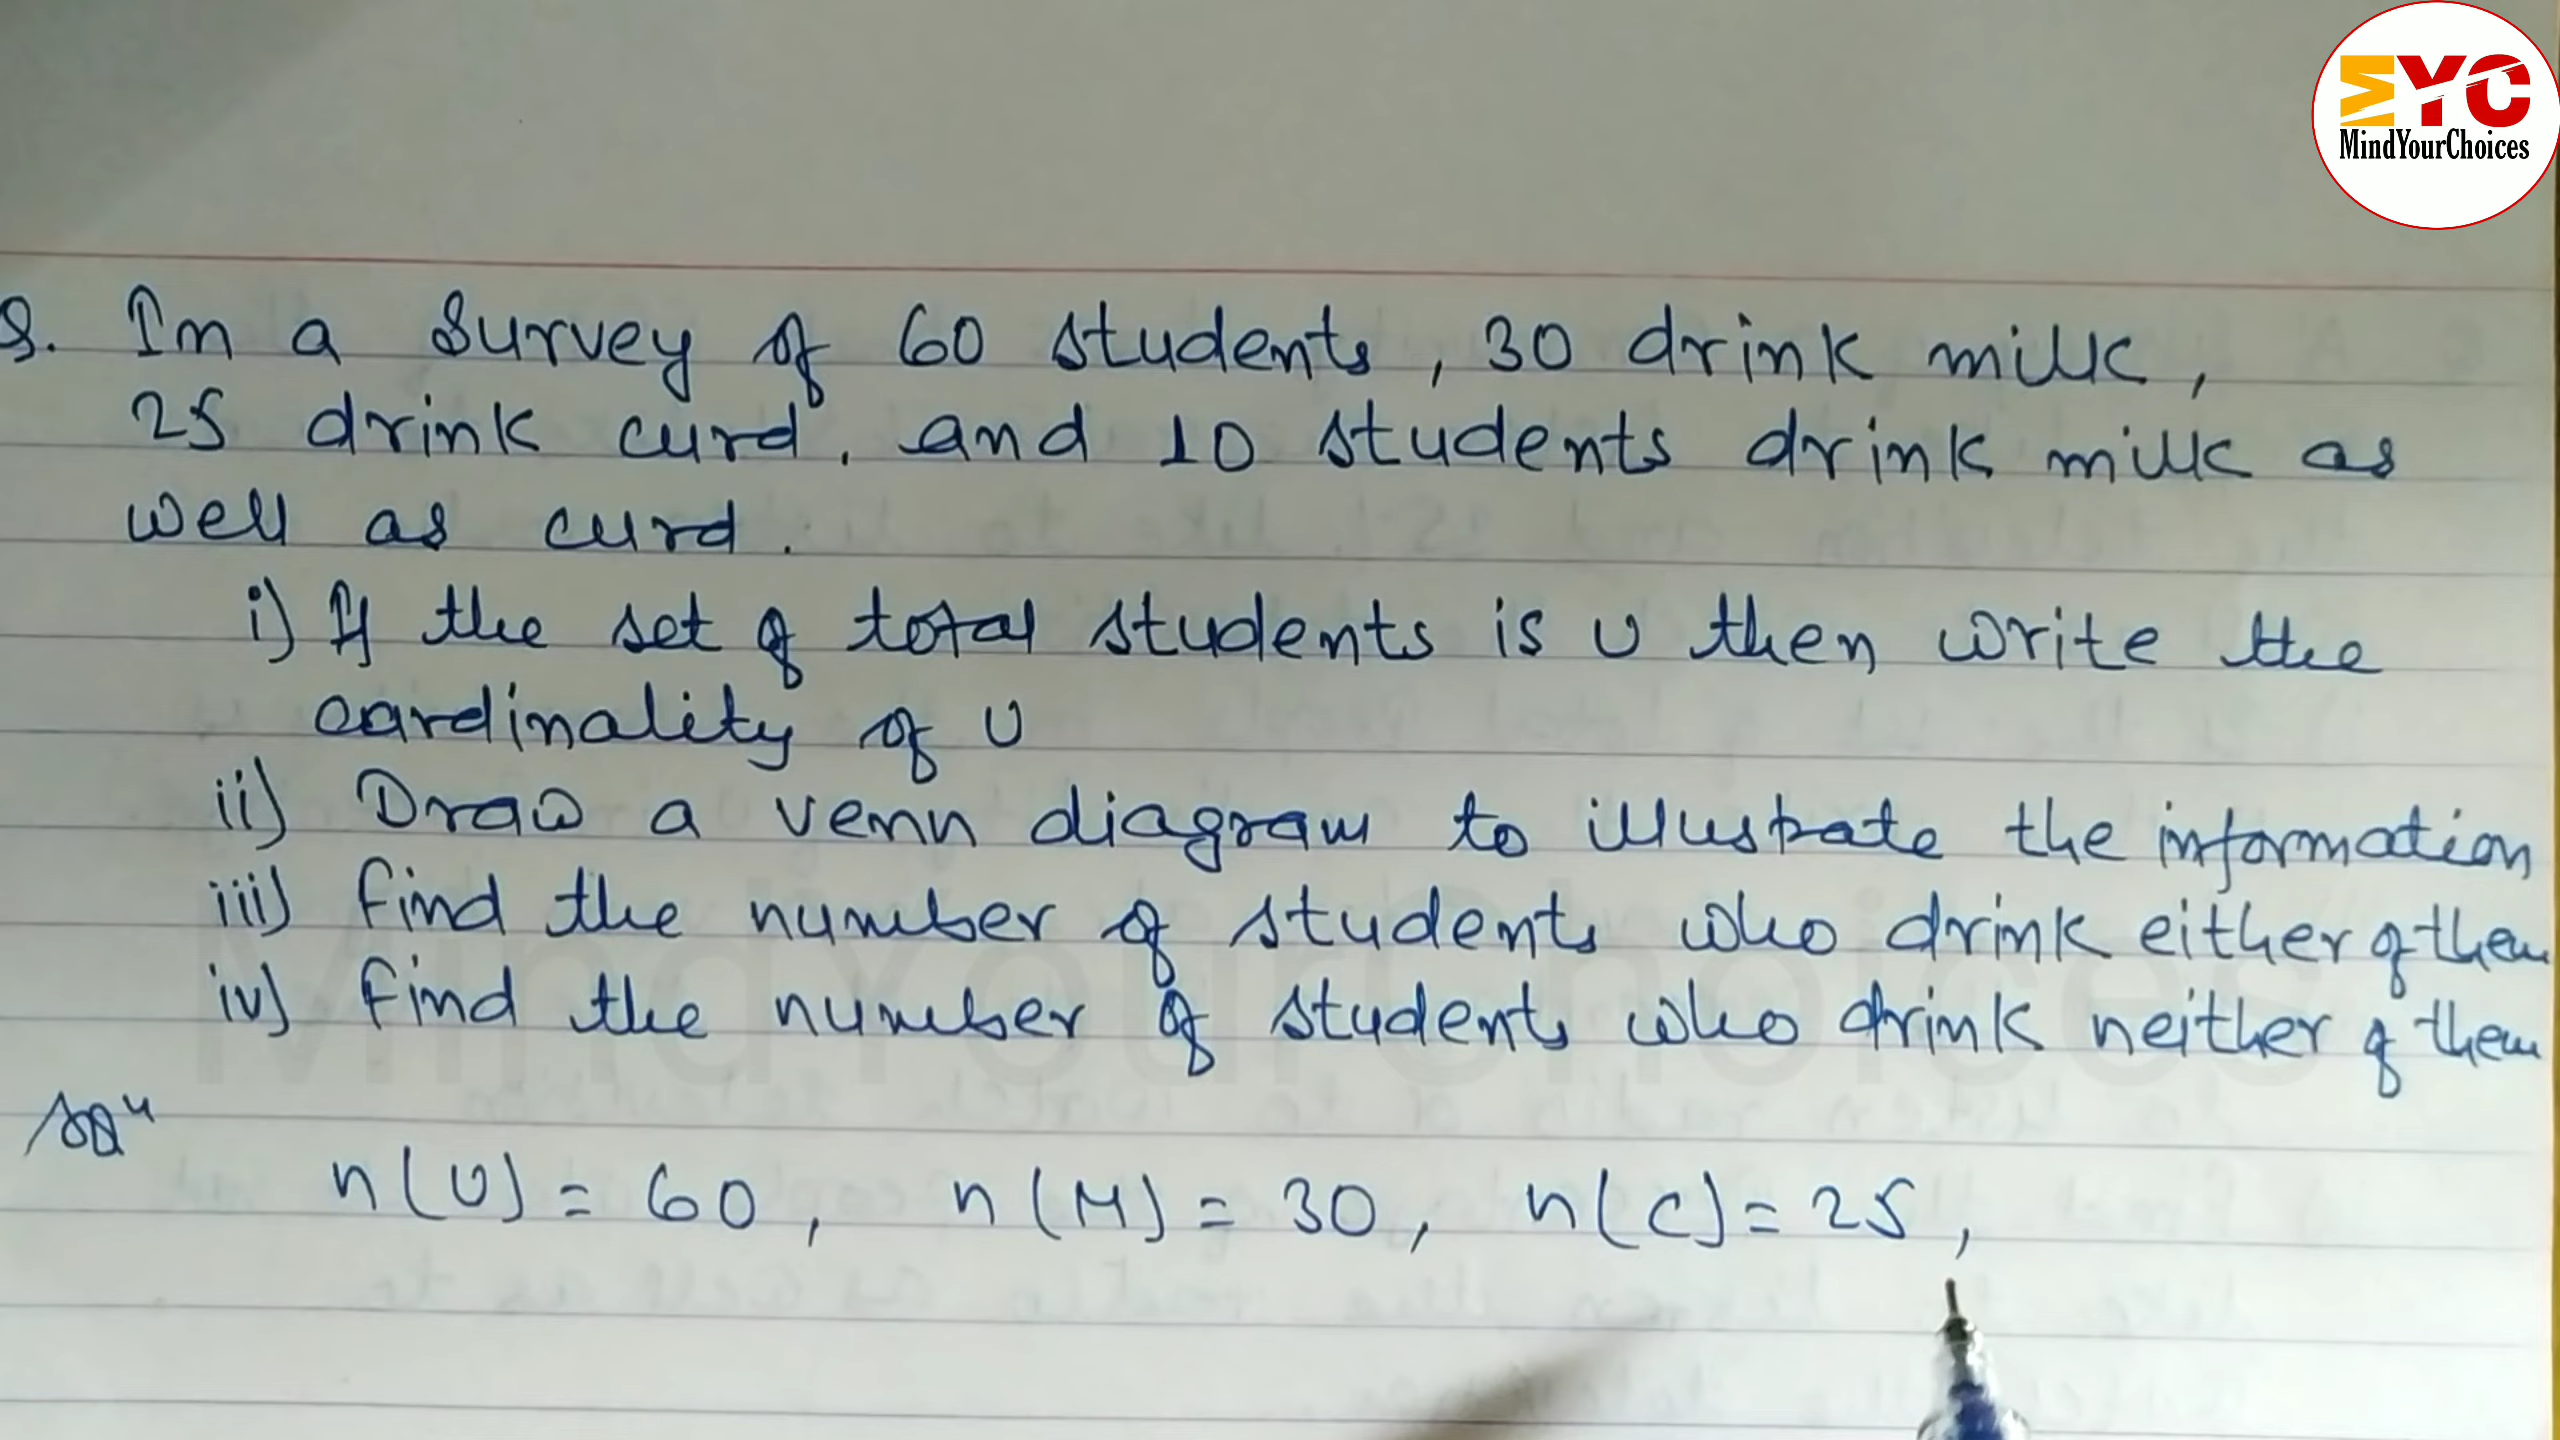 MYC
MindYourChoices
Q. In a survey of 60 students, 30 drink milk,
25 drink curd. and 10 students drink milk as
well as curd.
i) If the set of total students is U then write the
cardinality of U
ii) Draw a venn diagram to illustrate the information
iii) find the number of students who drink either of them
iv) find the number of students who drink neither of them
MindYourChoices
Solⁿ
n(U) = 60, n(M) = 30, n(C) = 25,